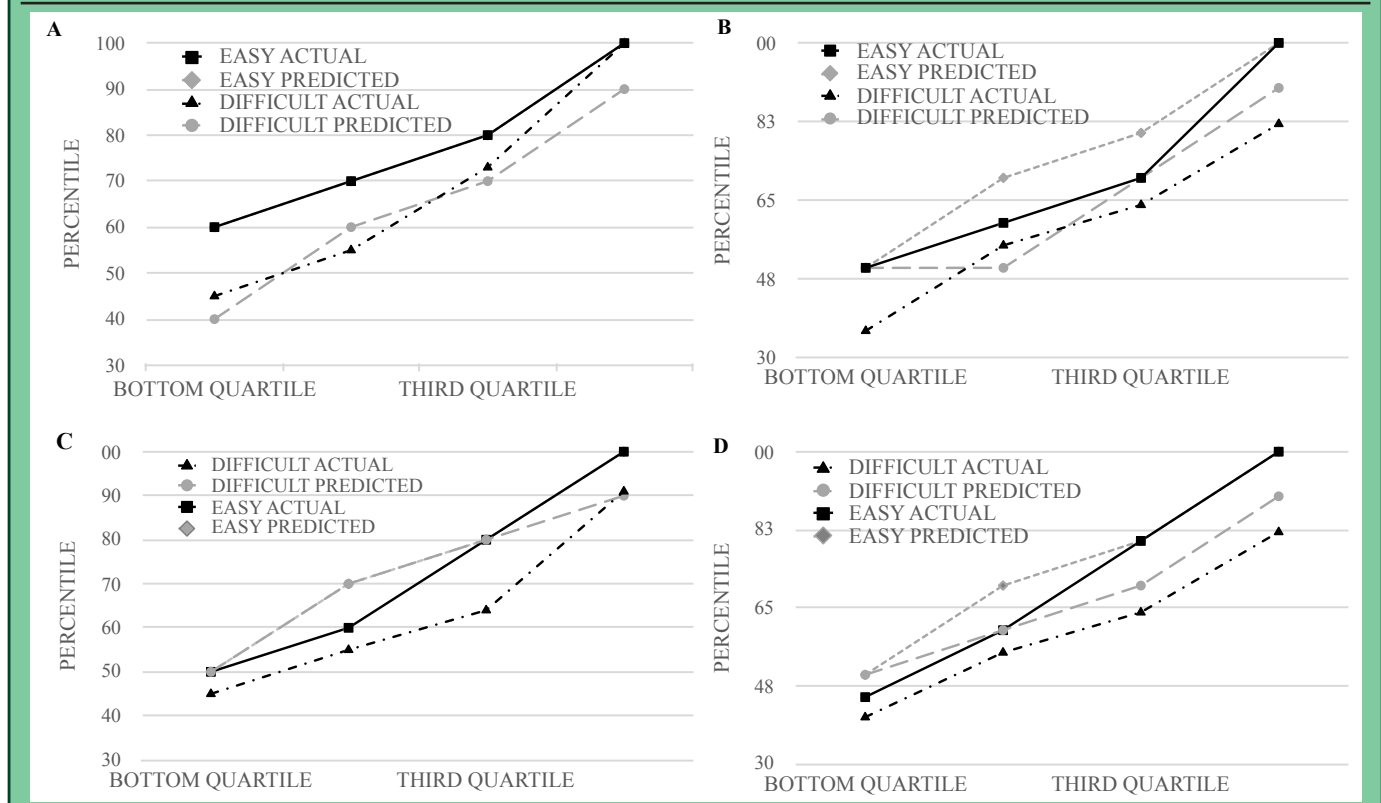 A
100
90
80
70
60
50
40
30
PERCENTILE
EASY ACTUAL
EASY PREDICTED
DIFFICULT ACTUAL
DIFFICULT PREDICTED
BOTTOM QUARTILE
THIRD QUARTILE
B
00
83
65
48
30
PERCENTILE
EASY ACTUAL
EASY PREDICTED
DIFFICULT ACTUAL
DIFFICULT PREDICTED
BOTTOM QUARTILE
THIRD QUARTILE
C
00
90
80
70
60
50
40
30
PERCENTILE
DIFFICULT ACTUAL
DIFFICULT PREDICTED
EASY ACTUAL
EASY PREDICTED
BOTTOM QUARTILE
THIRD QUARTILE
D
00
83
65
48
30
PERCENTILE
DIFFICULT ACTUAL
DIFFICULT PREDICTED
EASY ACTUAL
EASY PREDICTED
BOTTOM QUARTILE
THIRD QUARTILE